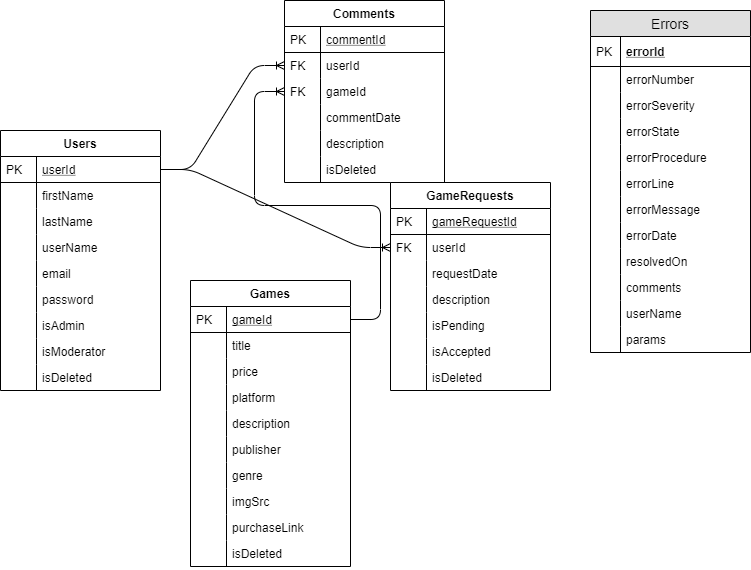 Comments
PK commentId
FK userId
FK gameId
commentDate
description
isDeleted
Errors
PK errorId
errorNumber
errorSeverity
errorState
errorProcedure
errorLine
errorMessage
errorDate
resolvedOn
comments
userName
params
Users
PK userId
firstName
lastName
userName
email
password
isAdmin
isModerator
isDeleted
GameRequests
PK gameRequestId
FK userId
requestDate
description
isPending
isAccepted
isDeleted
Games
PK gameId
title
price
platform
description
publisher
genre
imgSrc
purchaseLink
isDeleted